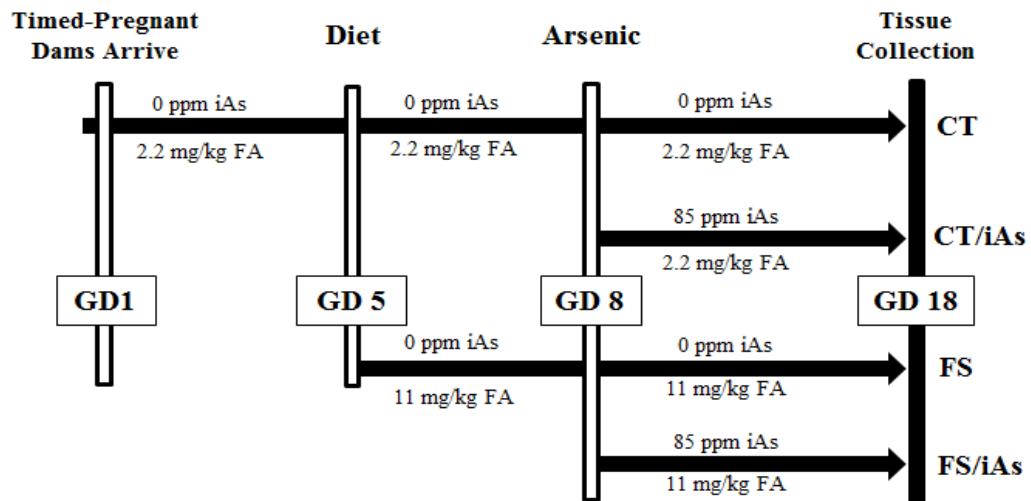 Timed-Pregnant
Dams Arrive
Diet
Arsenic
Tissue
Collection
0 ppm iAs
0 ppm iAs
0 ppm iAs
CT
2.2 mg/kg FA
2.2 mg/kg FA
2.2 mg/kg FA
85 ppm iAs
CT/iAs
2.2 mg/kg FA
GD1
GD 5
GD 8
GD 18
0 ppm iAs
0 ppm iAs
FS
11 mg/kg FA
11 mg/kg FA
85 ppm iAs
FS/iAs
11 mg/kg FA